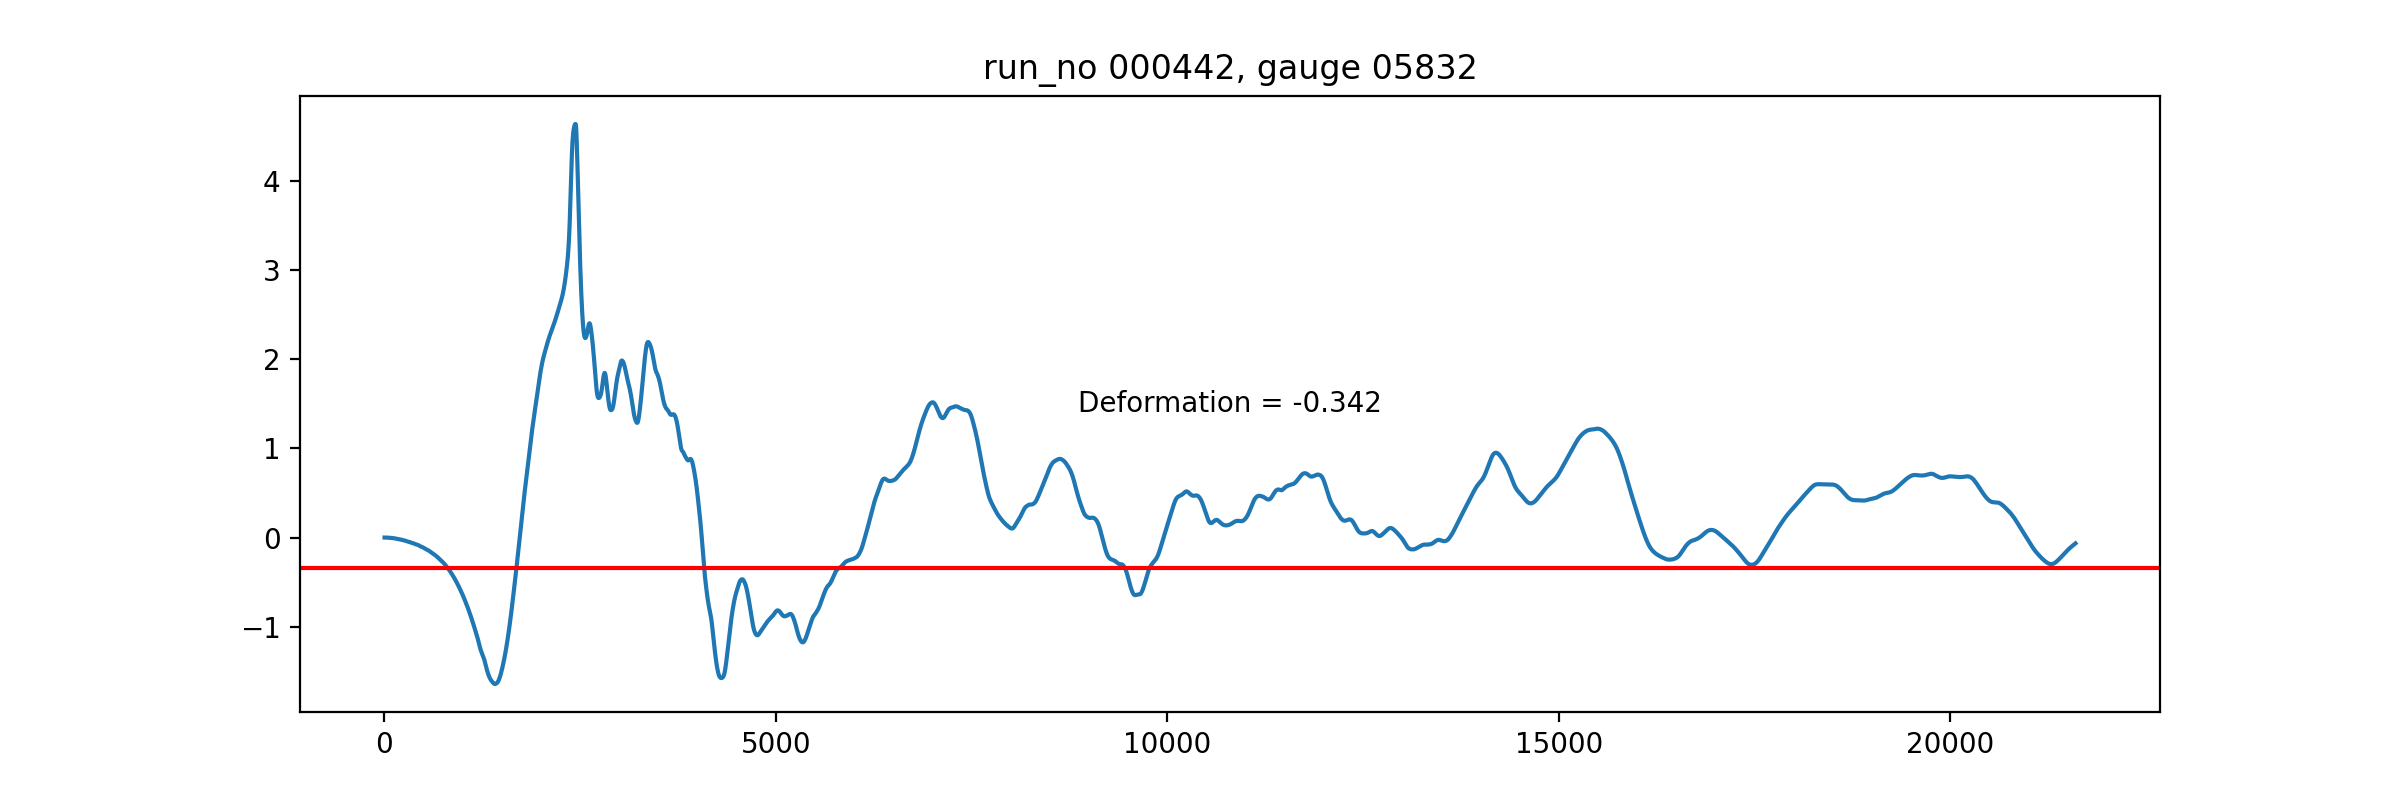 run_no 000442, gauge 05832
4
3
2
1
0
−1
Deformation = -0.342
0 5000 10000 15000 20000